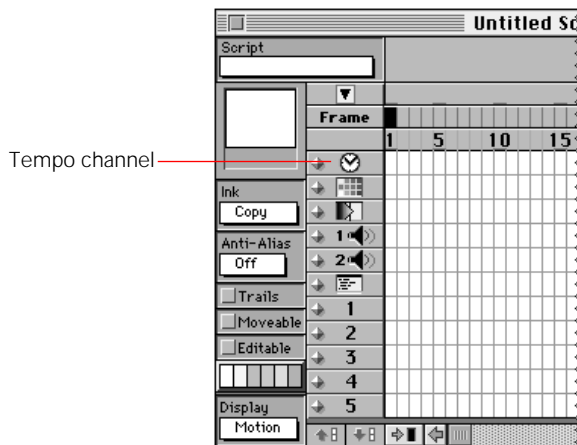 Untitled Sc
Script
Frame
1 5 10 15
Tempo channel
Ink
Copy
1
Anti-Alias
Off
2
Trails
1
Moveable
2
Editable
3
4
Display
5
Motion